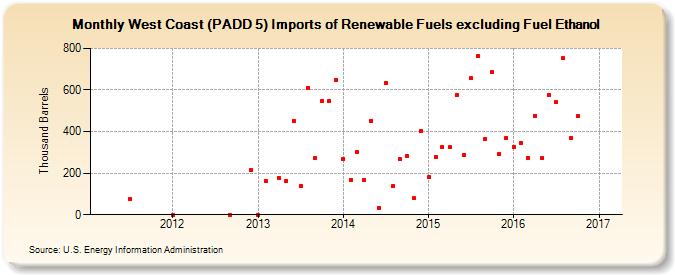 Monthly West Coast (PADD 5) Imports of Renewable Fuels excluding Fuel Ethanol
Thousand Barrels
800
600
400
200
0
2012 2013 2014 2015 2016 2017
Source: U.S. Energy Information Administration